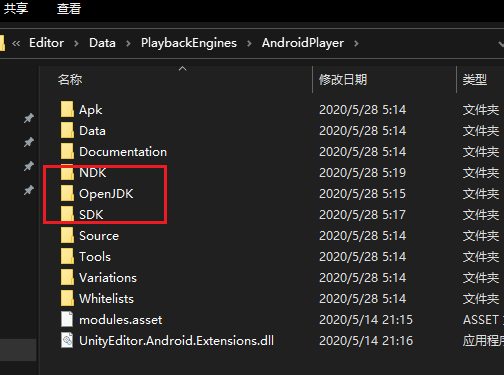 共享 查看
« Editor › Data › PlaybackEngines › AndroidPlayer ›
名称 修改日期 类型
Apk 2020/5/28 5:14 文件夹
Data 2020/5/28 5:14 文件夹
Documentation 2020/5/28 5:14 文件夹
NDK 2020/5/28 5:19 文件夹
OpenJDK 2020/5/28 5:15 文件夹
SDK 2020/5/28 5:17 文件夹
Source 2020/5/28 5:14 文件夹
Tools 2020/5/28 5:14 文件夹
Variations 2020/5/28 5:14 文件夹
Whitelists 2020/5/28 5:14 文件夹
modules.asset 2020/5/14 21:15 ASSET
UnityEditor.Android.Extensions.dll 2020/5/14 21:16 应用程